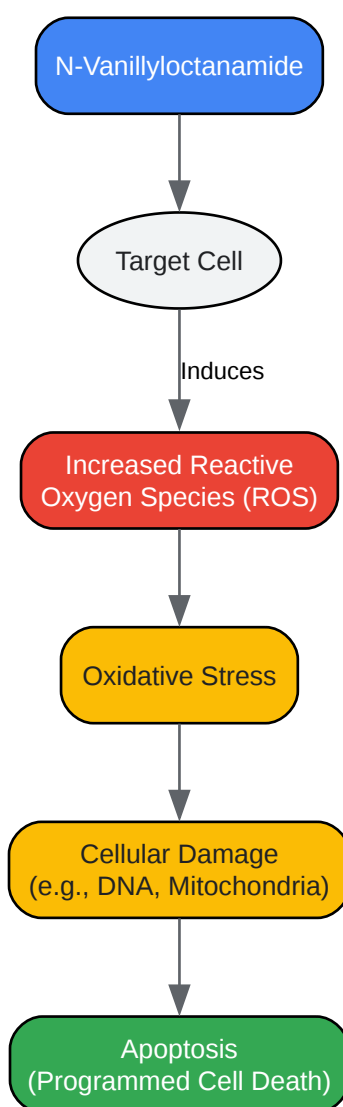 N-Vanillyloctanamide
Target Cell
Induces
Increased Reactive
Oxygen Species (ROS)
Oxidative Stress
Cellular Damage
(e.g., DNA, Mitochondria)
Apoptosis
(Programmed Cell Death)